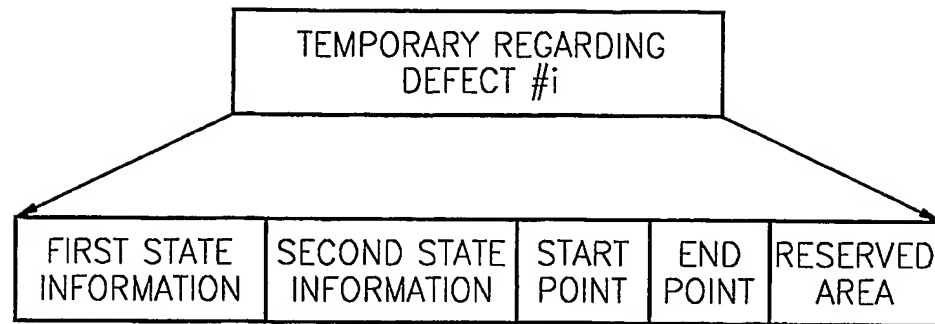 TEMPORARY REGARDING
DEFECT #i
FIRST STATE
INFORMATION
SECOND STATE
INFORMATION
START
POINT
END
POINT
RESERVED
AREA